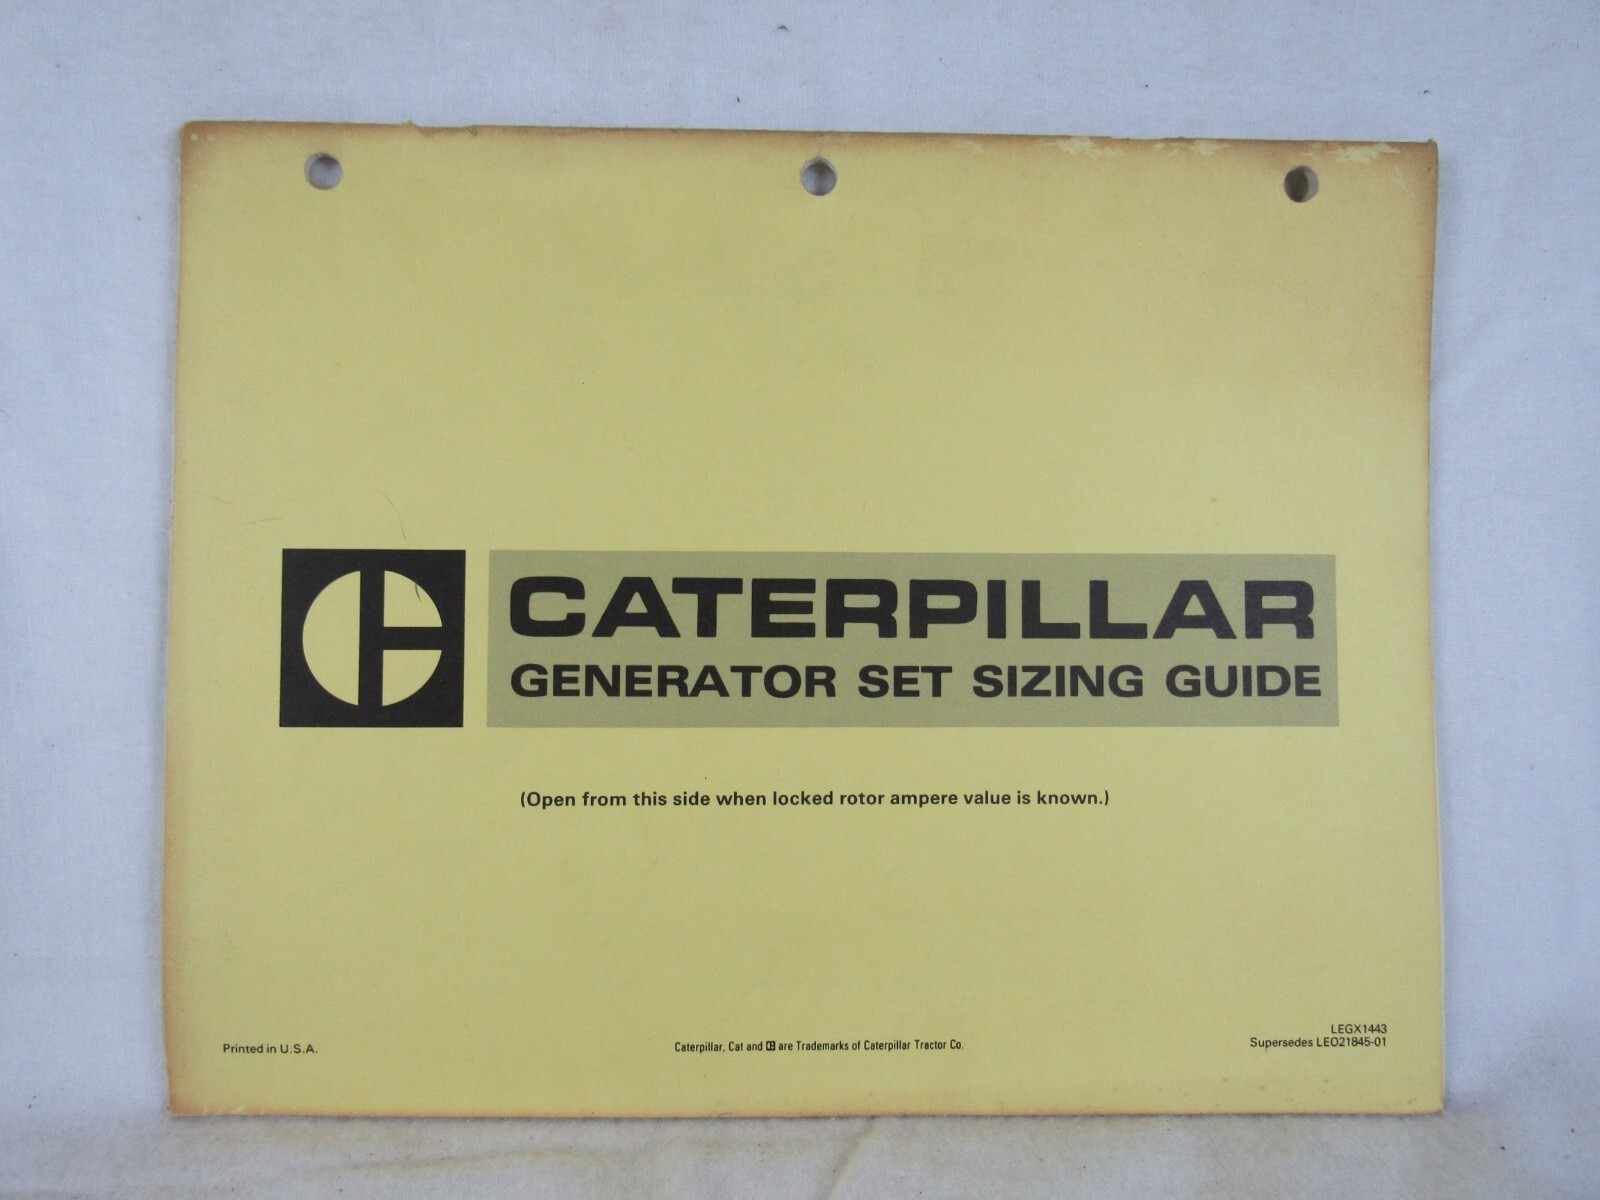 CATERPILLAR
GENERATOR SET SIZING GUIDE
(Open from this side when locked rotor ampere value is known.)
Printed in U.S.A.
Caterpillar, Cat and C are Trademarks of Caterpillar Tractor Co.
LEGX1443
Supersedes LEO21845-01